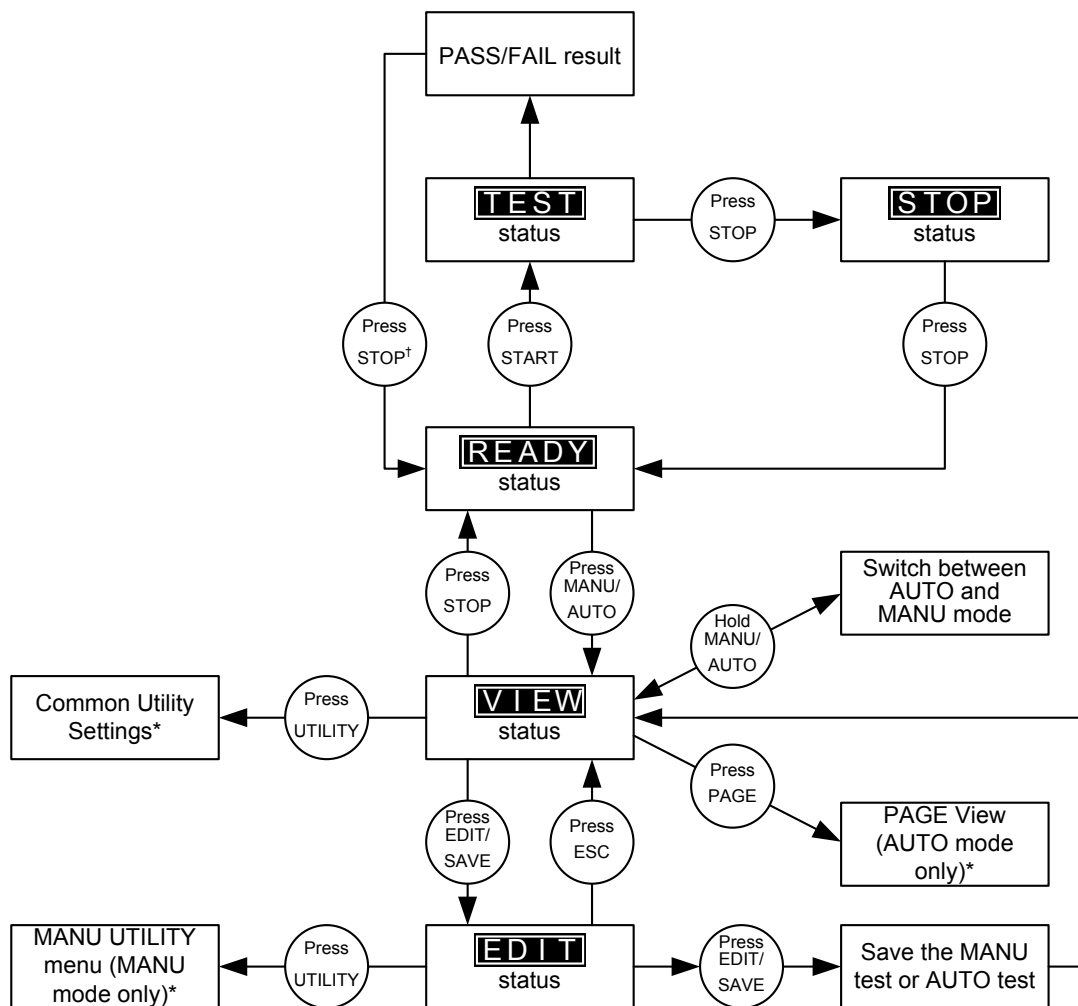 PASS/FAIL result
TEST
status
Press
STOP
STOP
status
Press
STOP†
Press
START
Press
STOP
READY
status
Press
STOP
Press
MANU/
AUTO
Switch between
AUTO and
MANU mode
Hold
MANU/
AUTO
Common Utility
Settings*
Press
UTILITY
VIEW
status
Press
PAGE
Press
EDIT/
SAVE
Press
ESC
PAGE View
(AUTO mode
only)*
MANU UTILITY
menu (MANU
mode only)*
Press
UTILITY
EDIT
status
Press
EDIT/
SAVE
Save the MANU
test or AUTO test